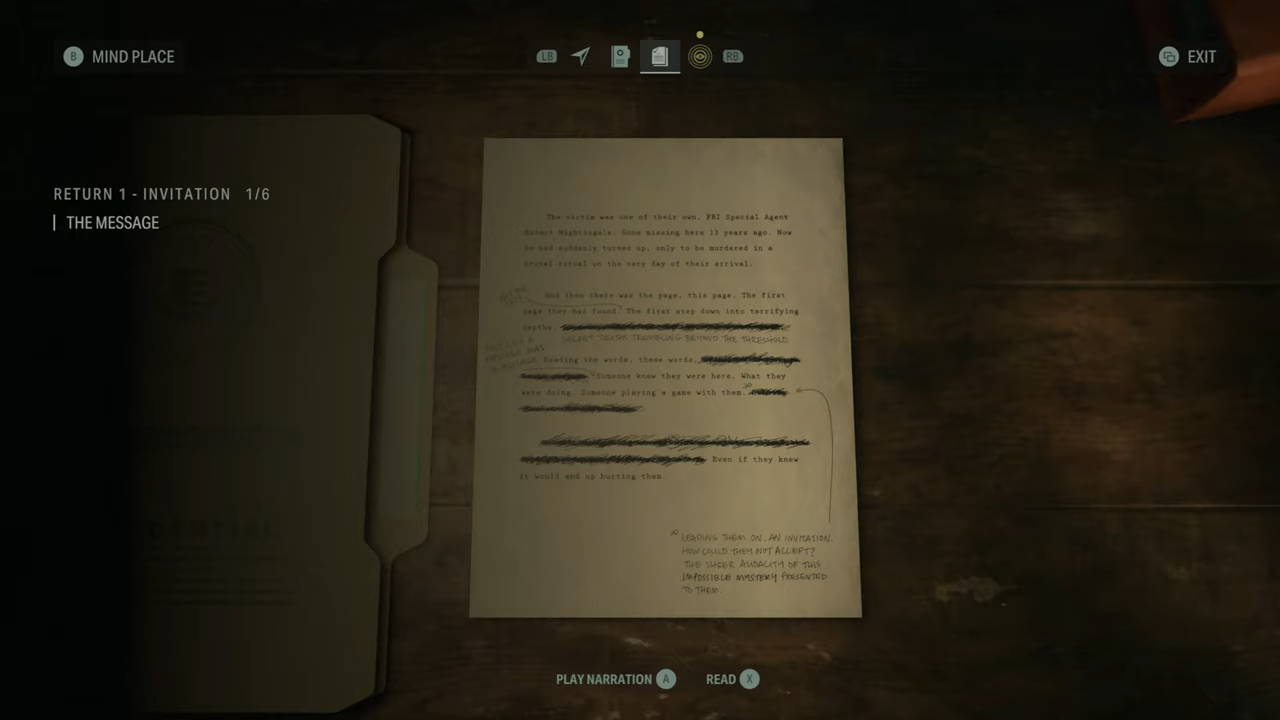 B MIND PLACE
LB
RB
EXIT
RETURN 1 - INVITATION 1/6
THE MESSAGE
The victim was one of their own, FBI Special Agent
Robert Nightingale. Gone missing here 13 years ago. Now
he had suddenly turned up, only to be murdered in a
brutal ritual on the very day of their arrival.
And then there was the page, this page. The first
page they had found. The first step down into terrifying
depths.
SECRET TRUTH TREMBLING BEYOND THE THRESHOLD.
Reading the words, these words,
Someone knew they were here. What they
were doing. Someone playing a game with them.
Even if they knew
it would end up hurting them.
LEADING THEM ON. AN INVITATION.
HOW COULD THEY NOT ACCEPT?
THE SHEER AUDACITY OF THIS
IMPOSSIBLE MYSTERY PRESENTED
TO THEM.
PLAY NARRATION A
READ X